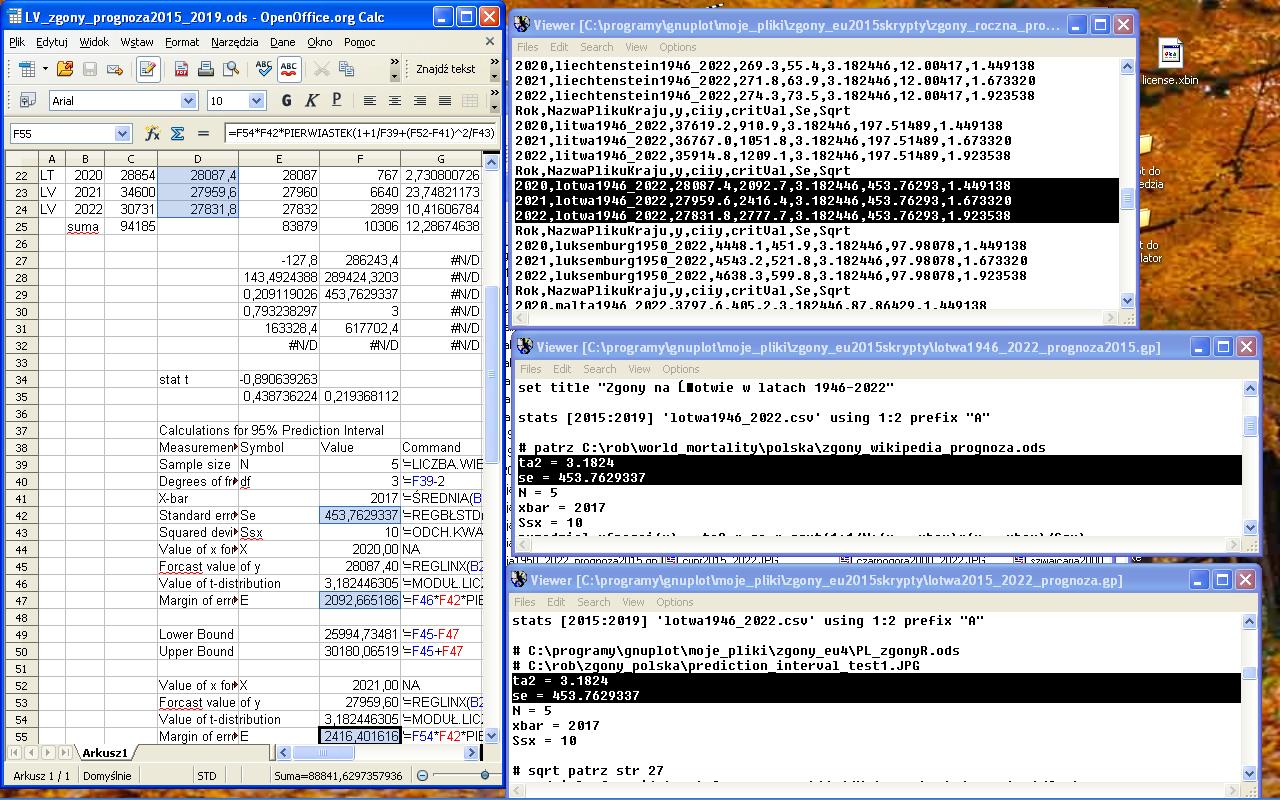 LV_zgony_prognoza2015_2019.ods - OpenOffice.org Calc
Plik Edytuj Widok Wstaw Format Narzędzia Dane Okno Pomoc
Znajdź tekst
Arial 10 G K P
F55 =F54*F42*PIERWIASTEK(1+1/F39+(F52-F41)^2/F43)
A B C D E F G
22 LT 2020 28854 28087,4 28087 767 2,730800726
23 LV 2021 34600 27959,6 27960 6640 23,74821173
24 LV 2022 30731 27831,8 27832 2899 10,41606784
25 suma 94185 83879 10306 12,28674638
26
27 -127,8 286243,4 #N/D
28 143,4924388 289424,3203 #N/D
29 0,209119026 453,7629337 #N/D
30 0,793238297 3 #N/D
31 163328,4 617702,4 #N/D
32 #N/D #N/D #N/D
33
34 stat t -0,890639263
35 0,438736224 0,219368112
36
37 Calculations for 95% Prediction Interval
38 Measuremen Symbol Value Command
39 Sample size N 5 '=LICZBA.WIE
40 Degrees of fr df 3 '=F39-2
41 X-bar 2017 '=ŚREDNIA(B
42 Standard erro Se 453,7629337 '=REGBŁSTD
43 Squared devi Ssx 10 '=ODCH.KWA
44 Value of x for X 2020,00 NA
45 Forcast value of y 28087,40 '=REGLINX(B2
46 Value of t-distribution 3,182446305 '=MODUŁ.LIC
47 Margin of erro E 2092,665186 '=F46*F42*PIE
48
49 Lower Bound 25994,73481 '=F45-F47
50 Upper Bound 30180,06519 '=F45+F47
51
52 Value of x for X 2021,00 NA
53 Forcast value of y 27959,60 '=REGLINX(B2
54 Value of t-distribution 3,182446305 '=MODUŁ.LIC
55 Margin of erro E 2416,401616 '=F54*F42*PIE
Arkusz1
Arkusz 1 / 1 Domyślnie STD Suma=88841,6297357936
Viewer [C:\programy\gnuplot\moje_pliki\zgony_eu2015skrypty\zgony_roczna_pro...
Files Edit Search View Options
2020,liechtenstein1946_2022,269.3,55.4,3.182446,12.00417,1.449138
2021,liechtenstein1946_2022,271.8,63.9,3.182446,12.00417,1.673320
2022,liechtenstein1946_2022,274.3,73.5,3.182446,12.00417,1.923538
Rok,NazwaPlikuKraju,y,ciiy,critVal,Se,Sqrt
2020,litwa1946_2022,37619.2,910.9,3.182446,197.51489,1.449138
2021,litwa1946_2022,36767.0,1051.8,3.182446,197.51489,1.673320
2022,litwa1946_2022,35914.8,1209.1,3.182446,197.51489,1.923538
Rok,NazwaPlikuKraju,y,ciiy,critVal,Se,Sqrt
2020,lotwa1946_2022,28087.4,2092.7,3.182446,453.76293,1.449138
2021,lotwa1946_2022,27959.6,2416.4,3.182446,453.76293,1.673320
2022,lotwa1946_2022,27831.8,2777.7,3.182446,453.76293,1.923538
Rok,NazwaPlikuKraju,y,ciiy,critVal,Se,Sqrt
2020,luksemburg1950_2022,4448.1,451.9,3.182446,97.98078,1.449138
2021,luksemburg1950_2022,4543.2,521.8,3.182446,97.98078,1.673320
2022,luksemburg1950_2022,4638.3,599.8,3.182446,97.98078,1.923538
Rok,NazwaPlikuKraju,y,ciiy,critVal,Se,Sqrt
2020,malta1946_2022,3797.6,405.2,3.182446,87.86429,1.449138
license.xbin
Viewer [C:\programy\gnuplot\moje_pliki\zgony_eu2015skrypty\lotwa1946_2022_prognoza2015.gp]
Files Edit Search View Options
set title "Zgony na otwie w latach 1946-2022"
stats [2015:2019] 'lotwa1946_2022.csv' using 1:2 prefix "A"
# patrz C:\rob\world_mortality\polska\zgony_wikipedia_prognoza.ods
ta2 = 3.1824
se = 453.7629337
N = 5
xbar = 2017
Ssx = 10
Viewer [C:\programy\gnuplot\moje_pliki\zgony_eu2015skrypty\lotwa2015_2022_prognoza.gp]
Files Edit Search View Options
stats [2015:2019] 'lotwa1946_2022.csv' using 1:2 prefix "A"
# C:\programy\gnuplot\moje_pliki\zgony_eu4\PL_zgonyR.ods
# C:\rob\zgony_polska\prediction_interval_test1.JPG
ta2 = 3.1824
se = 453.7629337
N = 5
xbar = 2017
Ssx = 10
# sqrt patrz str 27